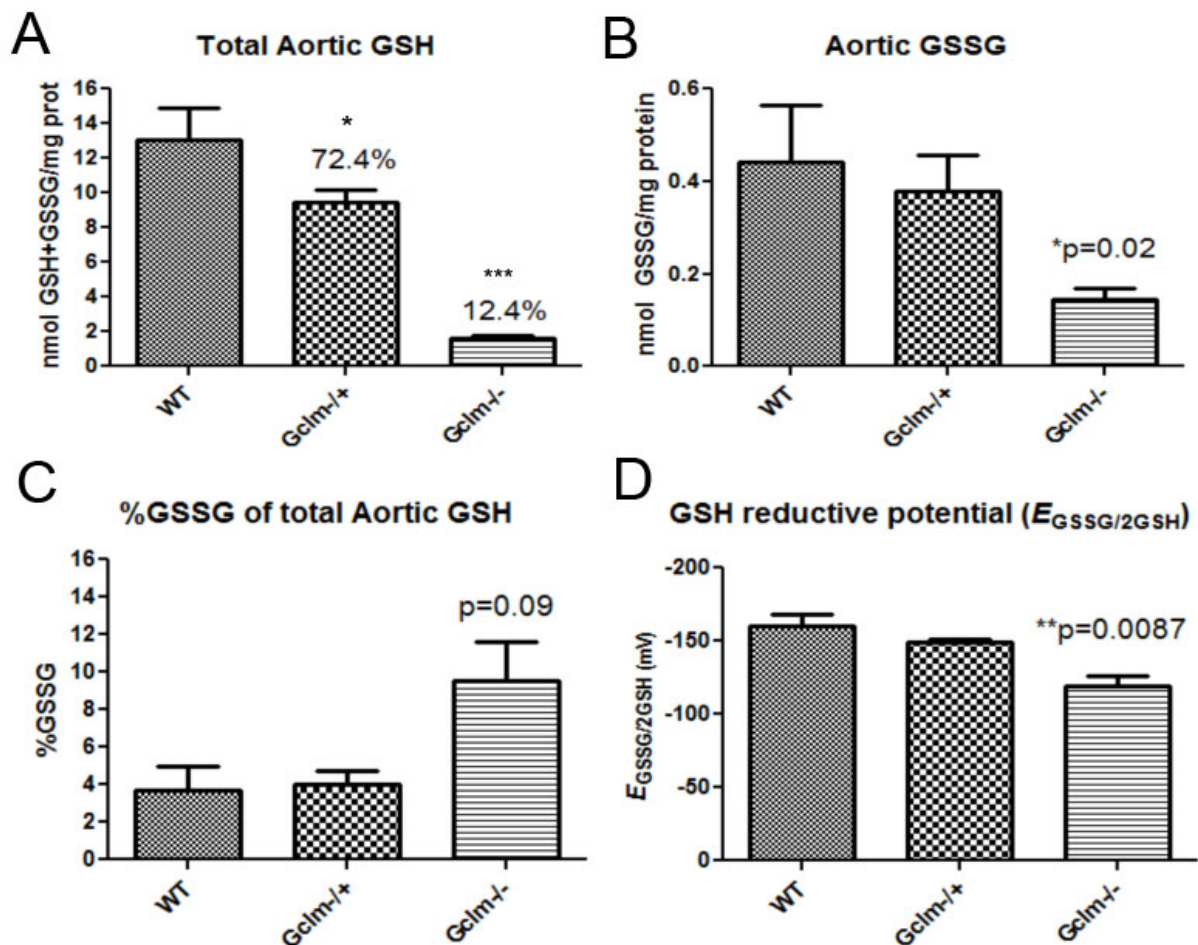 A
Total Aortic GSH
nmol GSH+GSSG/mg prot
16
14
12
10
8
6
4
2
0
*
72.4%
***
12.4%
WT
Gclm-/+
Gclm-/-
B
Aortic GSSG
nmol GSSG/mg protein
0.6
0.4
0.2
0.0
*p=0.02
WT
Gclm-/+
Gclm-/-
C
%GSSG of total Aortic GSH
%GSSG
16
14
12
10
8
6
4
2
0
p=0.09
WT
Gclm-/+
Gclm-/-
D
GSH reductive potential (EGSSG/2GSH)
EGSSG/2GSH (mV)
-200
-150
-100
-50
0
**p=0.0087
WT
Gclm-/+
Gclm-/-